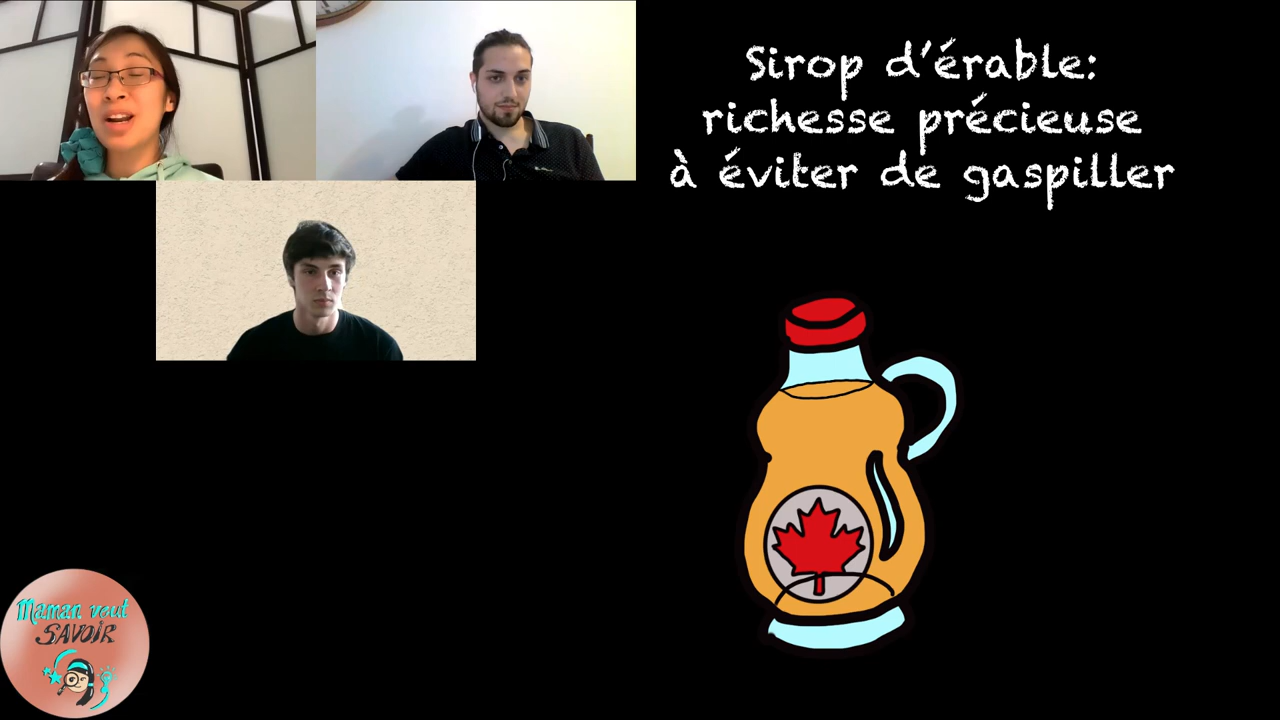 Sirop d'érable:
richesse précieuse
à éviter de gaspiller
Maman veut
SAVOIR